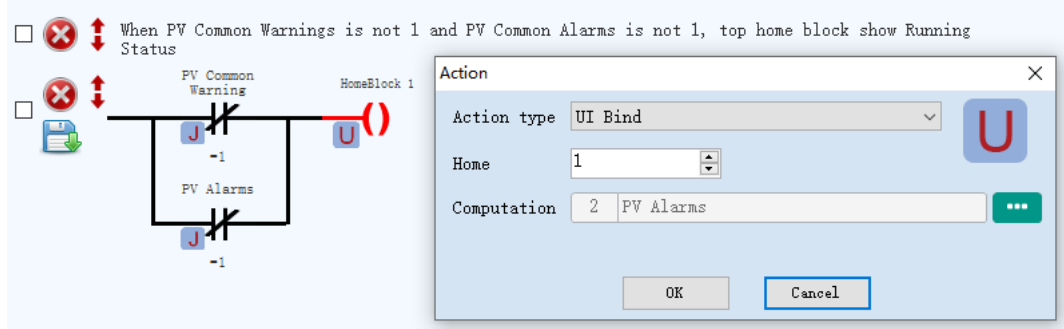 When PV Common Warnings is not 1 and PV Common Alarms is not 1, top home block show Running
Status
PV Common
Warning
HomeBlock 1
J
U
-1
PV Alarms
J
-1
Action
Action type UI Bind
U
Home 1
Computation 2 PV Alarms
OK Cancel